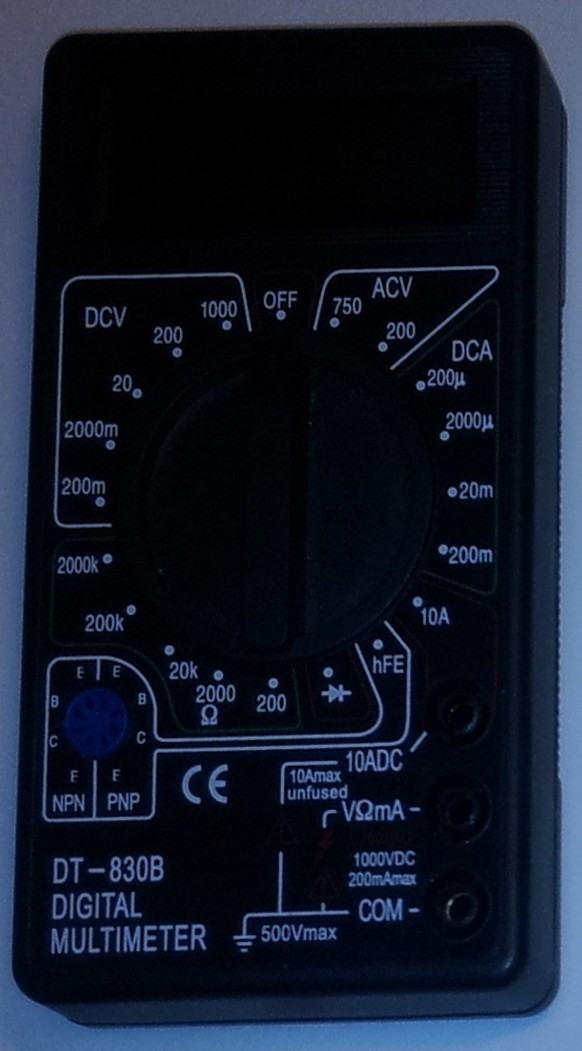 OFF
DCV
1000
200
20
2000m
200m
ACV
750
200
DCA
200µ
2000µ
20m
200m
10A
2000k
200k
20k
2000
Ω
200
hFE
E E
B B
C C
E E
NPN PNP
CE
10ADC
10Amax
unfused
VΩmA
1000VDC
200mAmax
COM
500Vmax
DT-830B
DIGITAL
MULTIMETER